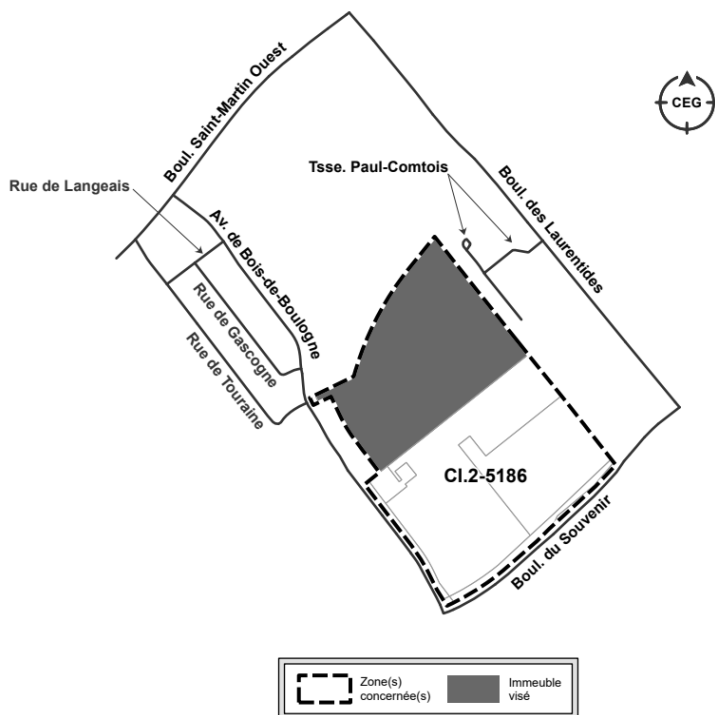 Boul. Saint-Martin Ouest
CEG
Tsse. Paul-Comtois
Rue de Langeais
Boul. des Laurentides
Av. de Bois-de-Boulogne
Rue de Gascogne
Rue de Touraine
CI.2-5186
Boul. du Souvenir
Zone(s)
concernée(s)
Immeuble
visé